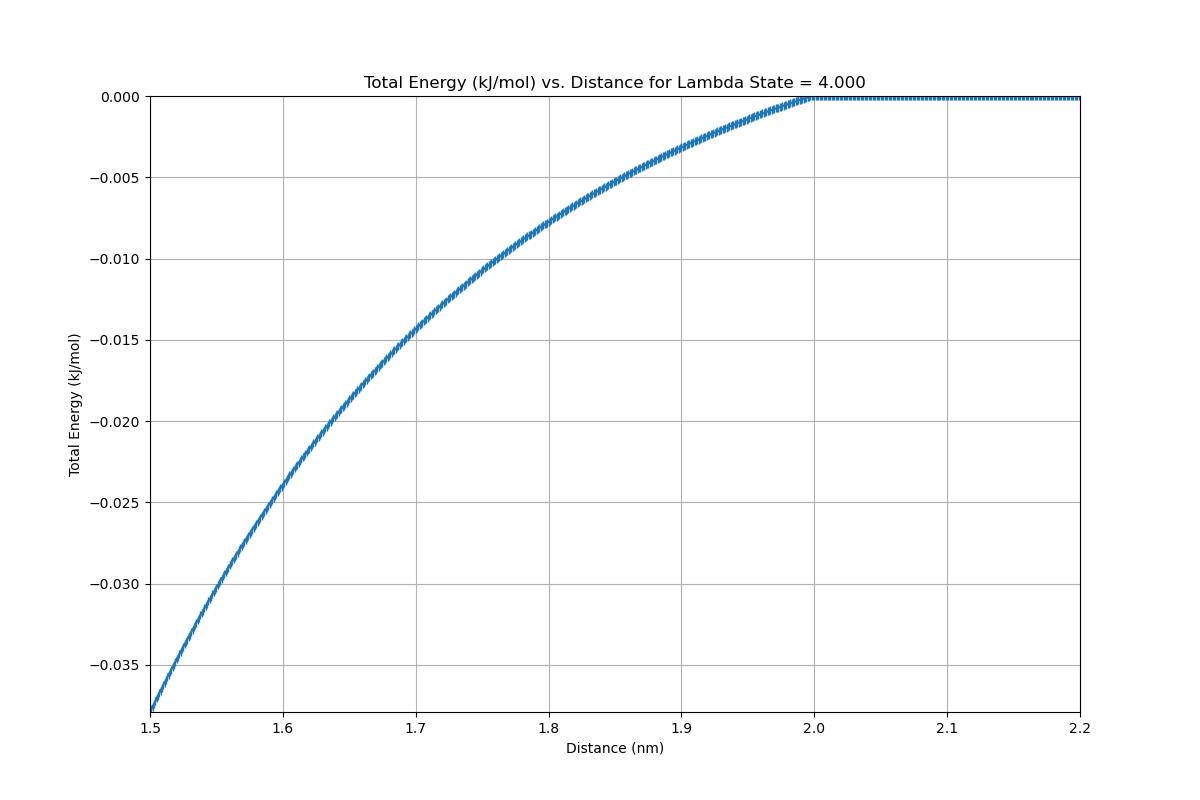 Total Energy (kJ/mol) vs. Distance for Lambda State = 4.000
0.000
−0.005
−0.010
−0.015
−0.020
−0.025
−0.030
−0.035
Total Energy (kJ/mol)
1.5 1.6 1.7 1.8 1.9 2.0 2.1 2.2
Distance (nm)